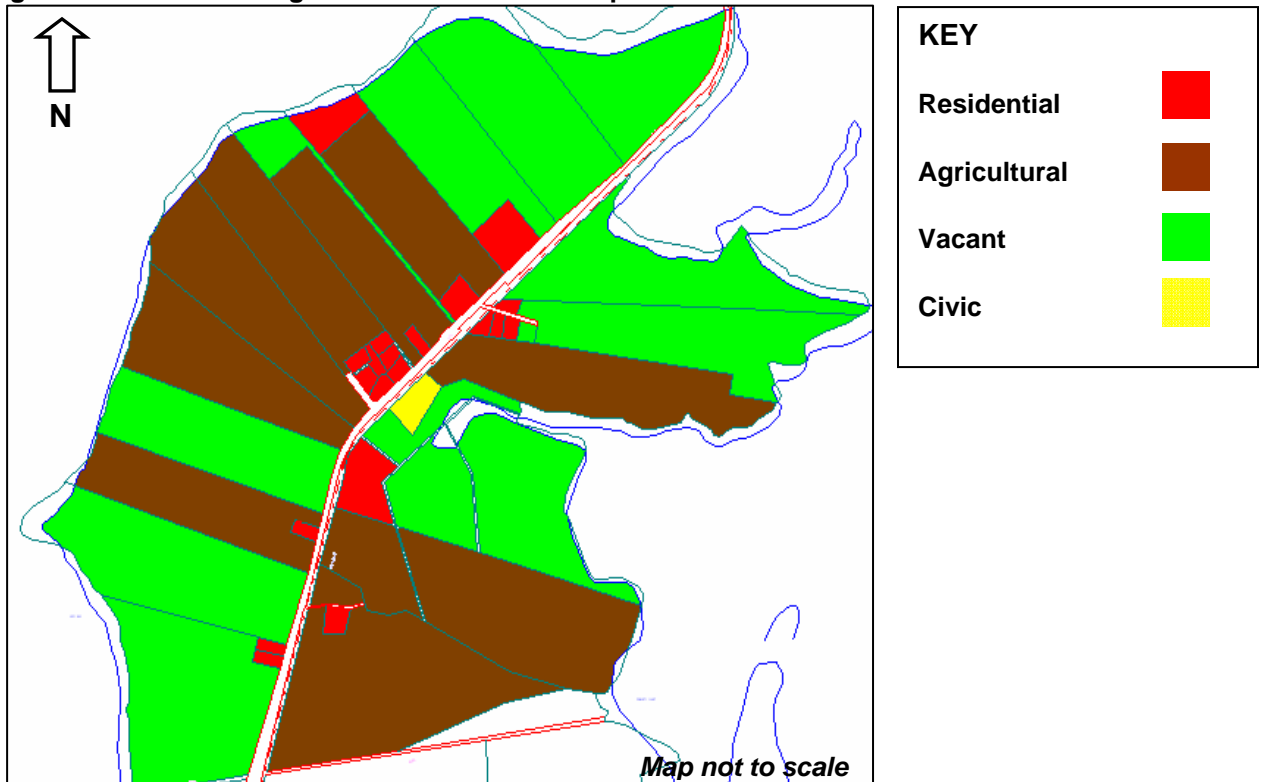 N
KEY
Residential
Agricultural
Vacant
Civic
Map not to scale